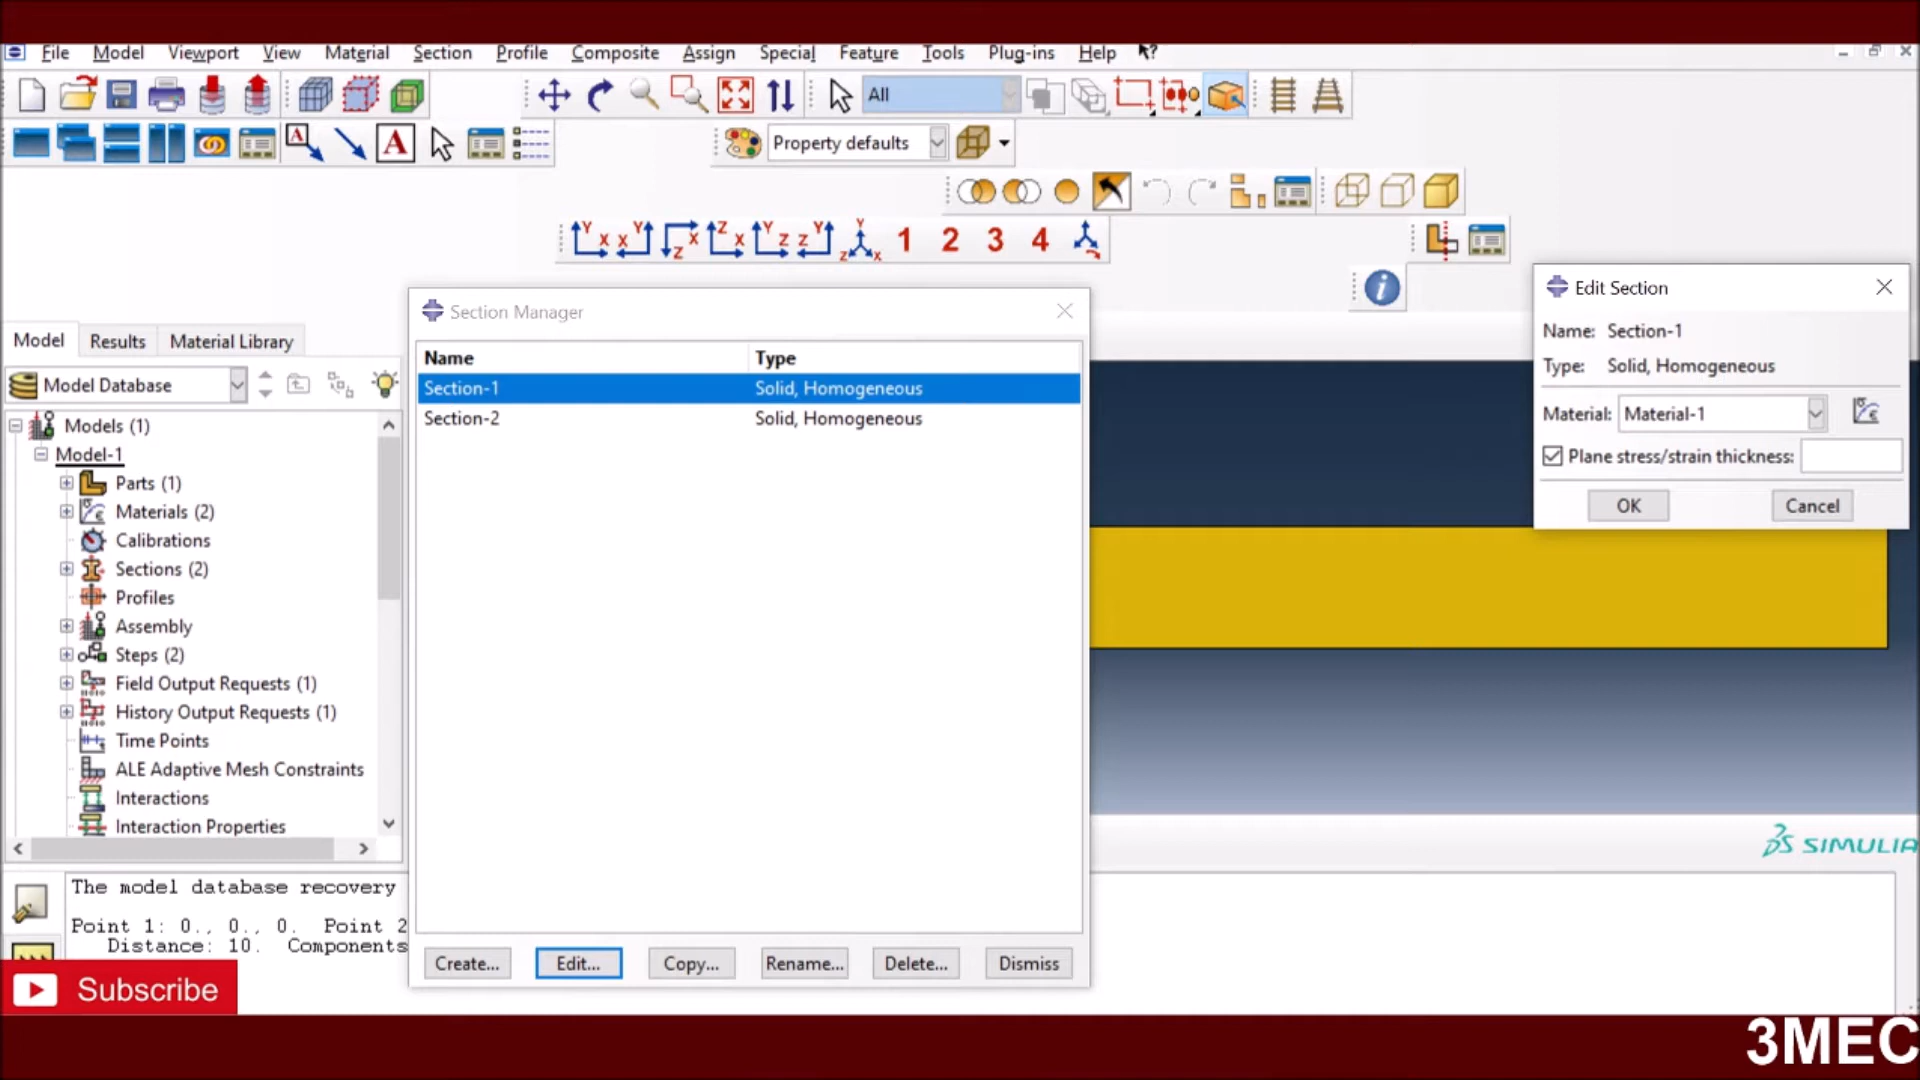 File Model Viewport View Material Section Profile Composite Assign Special Feature Tools Plug-ins Help
All
A A
Property defaults
Y X X Y Z X Z X Y Z Z Y Y Z X 1 2 3 4
Section Manager
Name Type
Section-1 Solid, Homogeneous
Section-2 Solid, Homogeneous
Create... Edit... Copy... Rename... Delete... Dismiss
Edit Section
Name: Section-1
Type: Solid, Homogeneous
Material: Material-1
Plane stress/strain thickness:
OK Cancel
Model Results Material Library
Model Database
Models (1)
Model-1
Parts (1)
Materials (2)
Calibrations
Sections (2)
Profiles
Assembly
Steps (2)
Field Output Requests (1)
History Output Requests (1)
Time Points
ALE Adaptive Mesh Constraints
Interactions
Interaction Properties
SIMULIA
The model database recovery
Point 1: 0., 0., 0. Point 2
Distance: 10. Components
Subscribe
3MEC